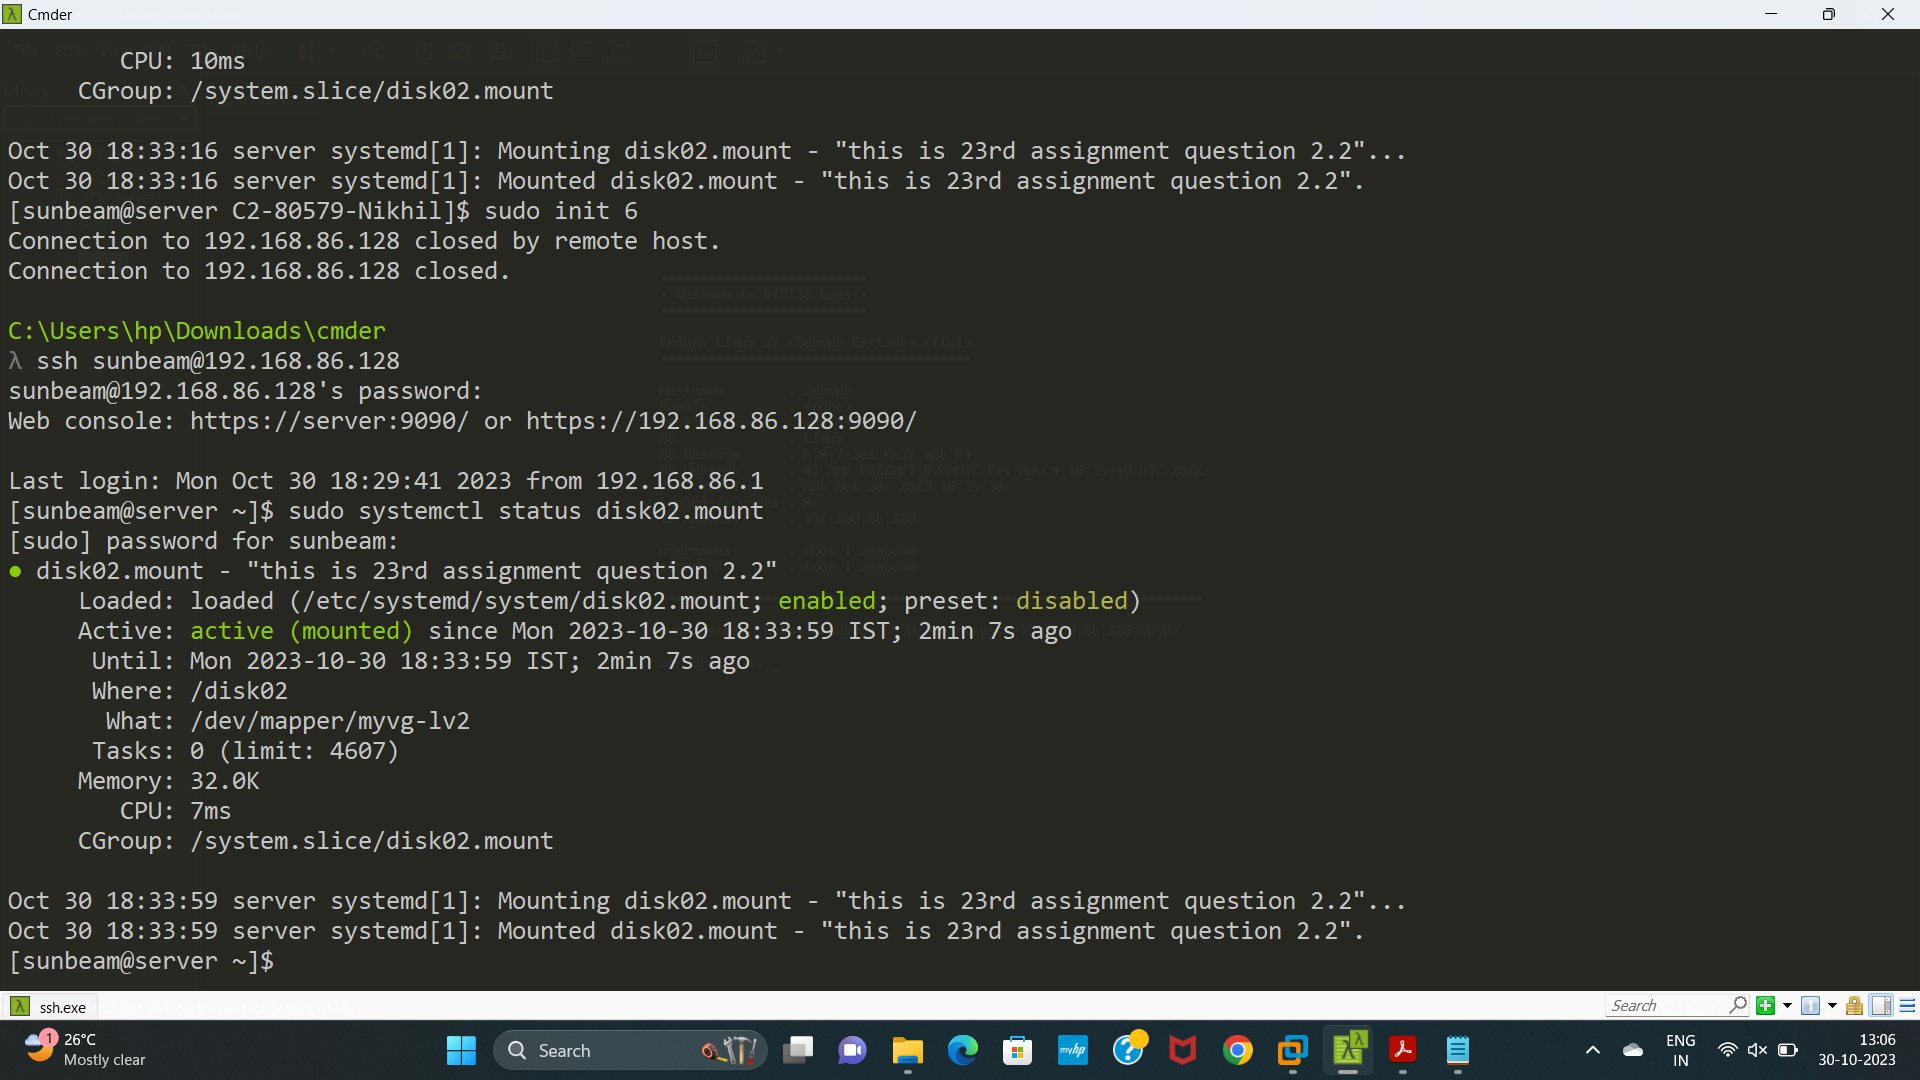 Cmder
CPU: 10ms
CGroup: /system.slice/disk02.mount
Oct 30 18:33:16 server systemd[1]: Mounting disk02.mount - "this is 23rd assignment question 2.2"...
Oct 30 18:33:16 server systemd[1]: Mounted disk02.mount - "this is 23rd assignment question 2.2".
[sunbeam@server C2-80579-Nikhil]$ sudo init 6
Connection to 192.168.86.128 closed by remote host.
Connection to 192.168.86.128 closed.
C:\Users\hp\Downloads\cmder
λ ssh sunbeam@192.168.86.128
sunbeam@192.168.86.128's password:
Web console: https://server:9090/ or https://192.168.86.128:9090/
Last login: Mon Oct 30 18:29:41 2023 from 192.168.86.1
[sunbeam@server ~]$ sudo systemctl status disk02.mount
[sudo] password for sunbeam:
● disk02.mount - "this is 23rd assignment question 2.2"
Loaded: loaded (/etc/systemd/system/disk02.mount; enabled; preset: disabled)
Active: active (mounted) since Mon 2023-10-30 18:33:59 IST; 2min 7s ago
Until: Mon 2023-10-30 18:33:59 IST; 2min 7s ago
Where: /disk02
What: /dev/mapper/myvg-lv2
Tasks: 0 (limit: 4607)
Memory: 32.0K
CPU: 7ms
CGroup: /system.slice/disk02.mount
Oct 30 18:33:59 server systemd[1]: Mounting disk02.mount - "this is 23rd assignment question 2.2"...
Oct 30 18:33:59 server systemd[1]: Mounted disk02.mount - "this is 23rd assignment question 2.2".
[sunbeam@server ~]$
ssh.exe
Search
1
26°C
Mostly clear
Search
myhp
ENG
IN
13:06
30-10-2023